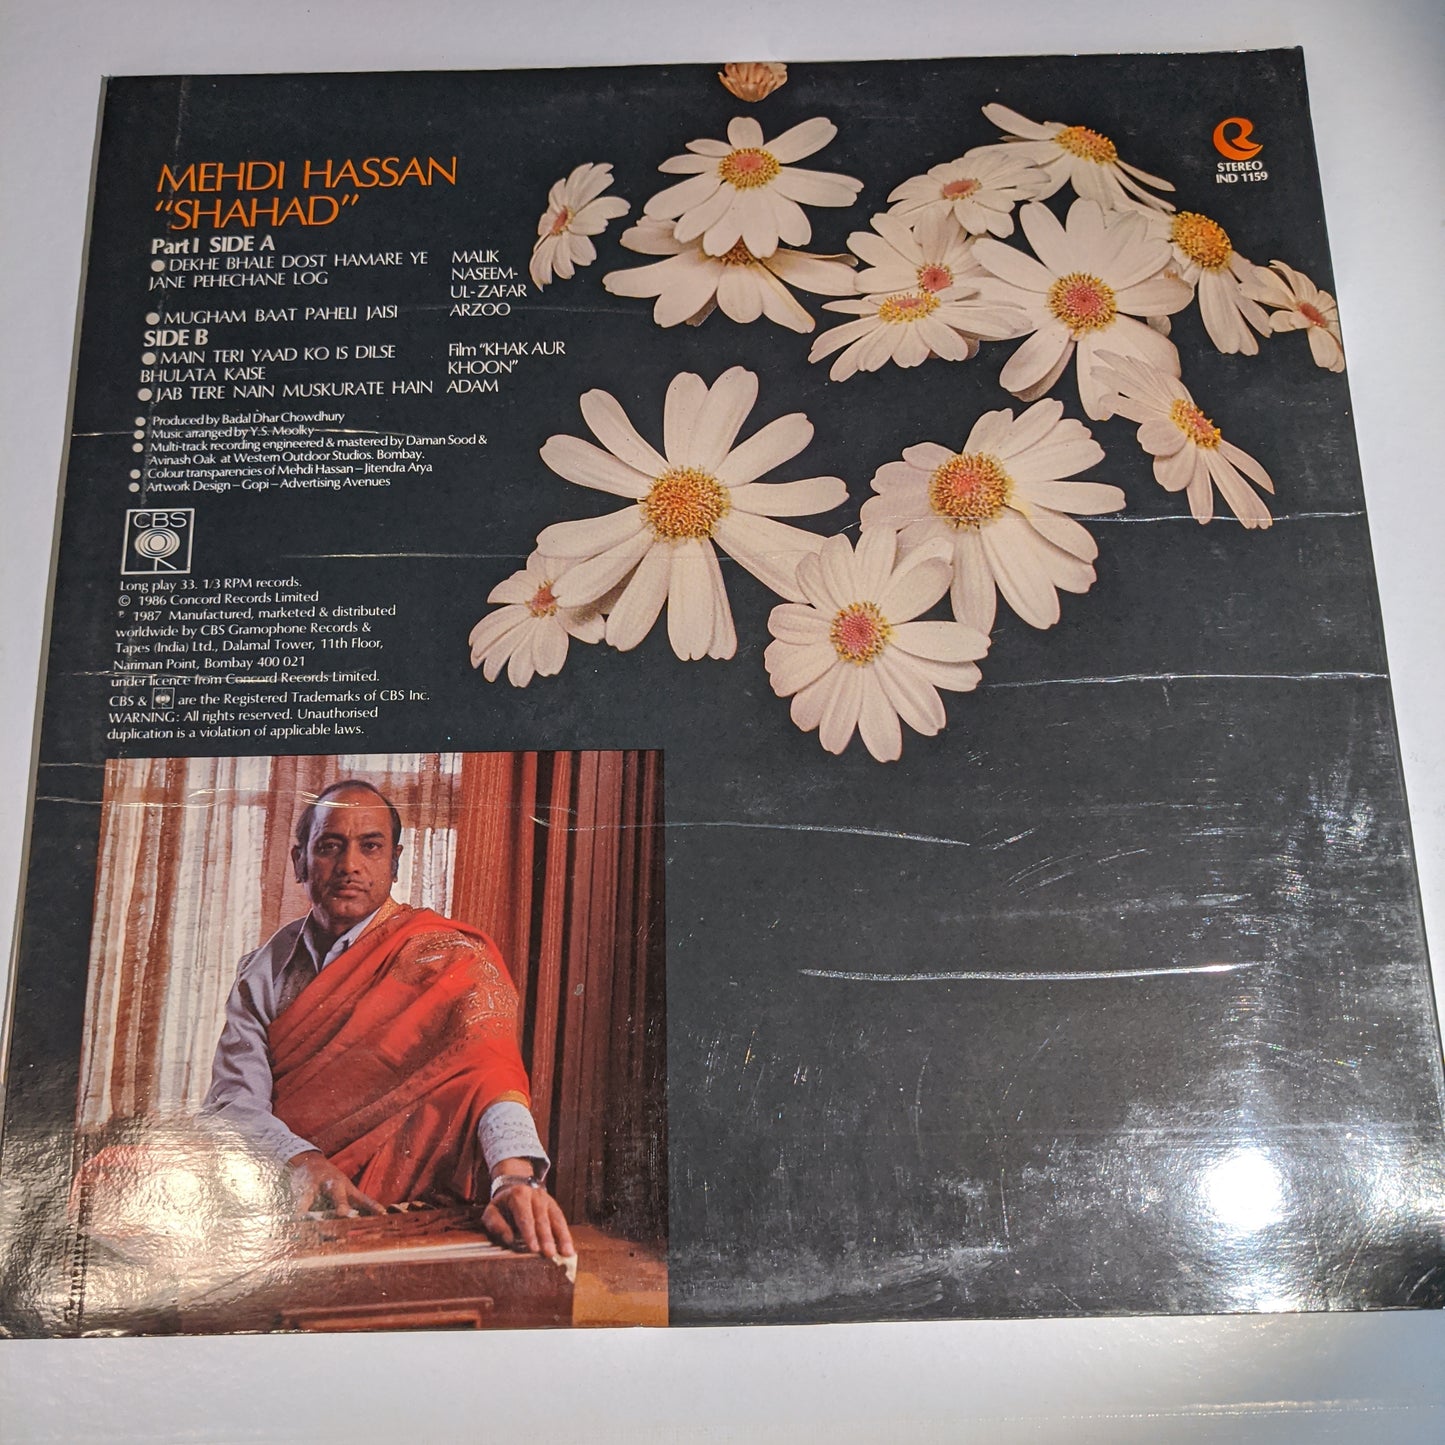 MEHDI HASSAN
"SHAHAD"
Part I SIDE A
● DEKHE BHALE DOST HAMARE YE
JANE PEHECHANE LOG
MALIK
NASEEM-
UL-ZAFAR
● MUGHAM BAAT PAHELI JAISI
ARZOO
SIDE B
● MAIN TERI YAAD KO IS DILSE
BHULATA KAISE
Film "KHAK AUR
KHOON"
● JAB TERE NAIN MUSKURATE HAIN
ADAM
● Produced by Badal Dhar Chowdhury
● Music arranged by Y.S. Moolky
● Multi-track recording engineered & mastered by Daman Sood &
Avinash Oak at Western Outdoor Studios. Bombay.
● Colour transparencies of Mehdi Hassan – Jitendra Arya
● Artwork Design – Gopi – Advertising Avenues
CBS
Long play 33. 1/3 RPM records.
© 1986 Concord Records Limited
℗ 1987 Manufactured, marketed & distributed
worldwide by CBS Gramophone Records &
Tapes (India) Ltd., Dalamal Tower, 11th Floor,
Nariman Point, Bombay 400 021
under licence from Concord Records Limited.
CBS & are the Registered Trademarks of CBS Inc.
WARNING: All rights reserved. Unauthorised
duplication is a violation of applicable laws.
STEREO
IND 1159